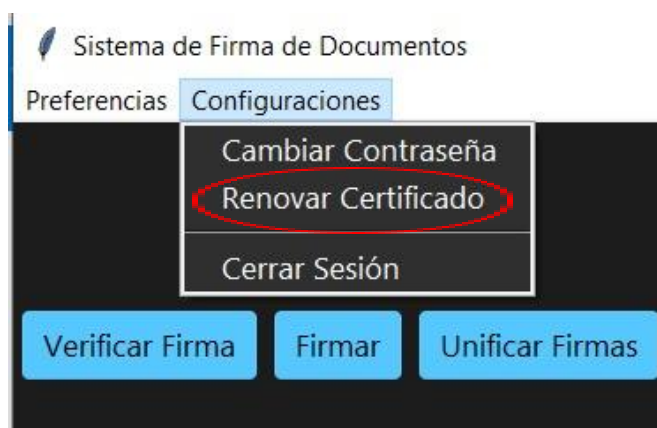 Sistema de Firma de Documentos
Preferencias Configuraciones
Cambiar Contraseña
Renovar Certificado
Cerrar Sesión
Verificar Firma Firmar Unificar Firmas